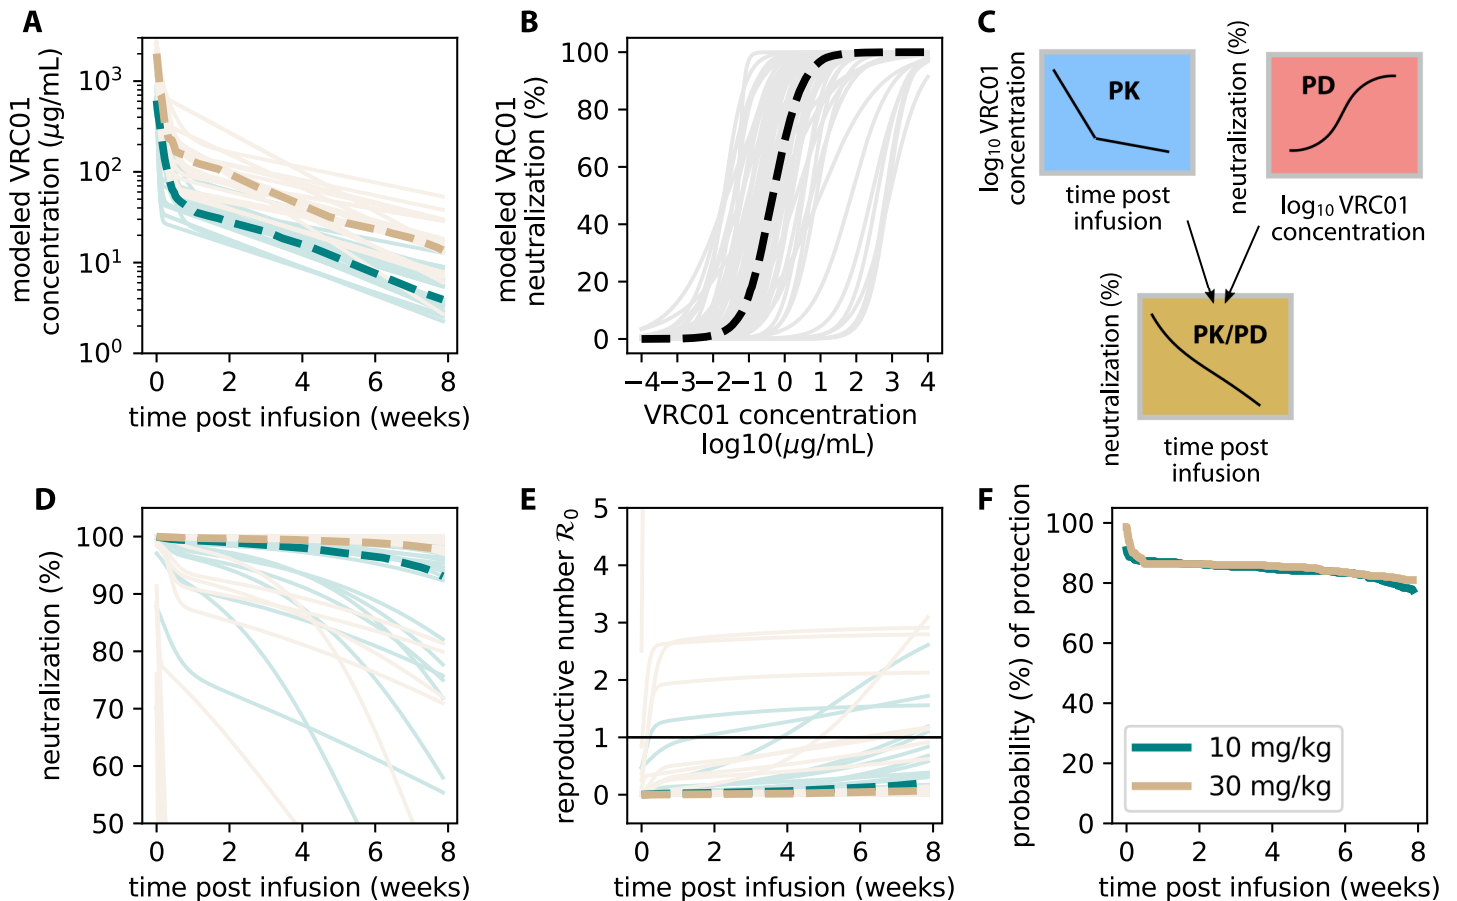 A
modeled VRC01
concentration (μg/mL)
10³
10²
10¹
10⁰
0 2 4 6 8
time post infusion (weeks)
B
modeled VRC01
neutralization (%)
100
80
60
40
20
0
−4 −3 −2 −1 0 1 2 3 4
VRC01 concentration
log10(μg/mL)
C
log₁₀ VRC01
concentration
PK
time post
infusion
neutralization (%)
PD
log₁₀ VRC01
concentration
neutralization (%)
PK/PD
time post
infusion
D
neutralization (%)
100
90
80
70
60
50
0 2 4 6 8
time post infusion (weeks)
E
reproductive number ℛ₀
5
4
3
2
1
0
0 2 4 6 8
time post infusion (weeks)
F
probability (%) of protection
100
80
60
40
20
0
10 mg/kg
30 mg/kg
0 2 4 6 8
time post infusion (weeks)